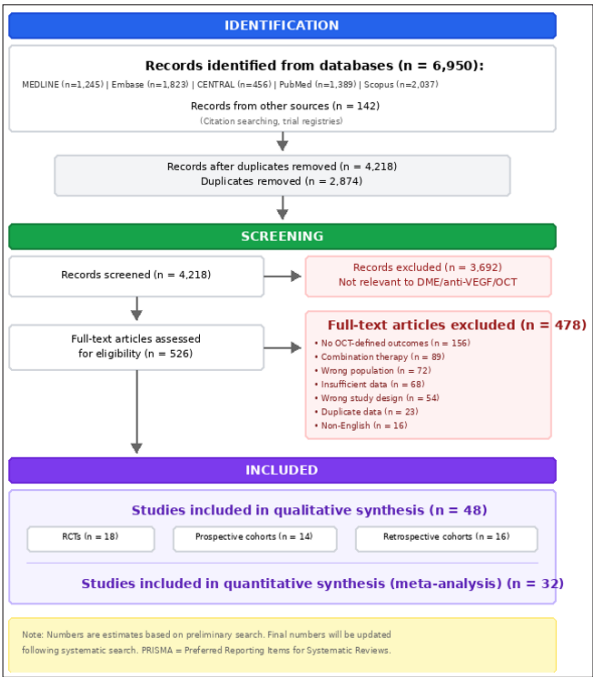 IDENTIFICATION
Records identified from databases (n = 6,950):
MEDLINE (n=1,245) | Embase (n=1,823) | CENTRAL (n=456) | PubMed (n=1,389) | Scopus (n=2,037)
Records from other sources (n = 142)
(Citation searching, trial registries)
Records after duplicates removed (n = 4,218)
Duplicates removed (n = 2,874)
SCREENING
Records screened (n = 4,218)
Records excluded (n = 3,692)
Not relevant to DME/anti-VEGF/OCT
Full-text articles assessed
for eligibility (n = 526)
Full-text articles excluded (n = 478)
• No OCT-defined outcomes (n = 156)
• Combination therapy (n = 89)
• Wrong population (n = 72)
• Insufficient data (n = 68)
• Wrong study design (n = 54)
• Duplicate data (n = 23)
• Non-English (n = 16)
INCLUDED
Studies included in qualitative synthesis (n = 48)
RCTs (n = 18)
Prospective cohorts (n = 14)
Retrospective cohorts (n = 16)
Studies included in quantitative synthesis (meta-analysis) (n = 32)
Note: Numbers are estimates based on preliminary search. Final numbers will be updated
following systematic search. PRISMA = Preferred Reporting Items for Systematic Reviews.